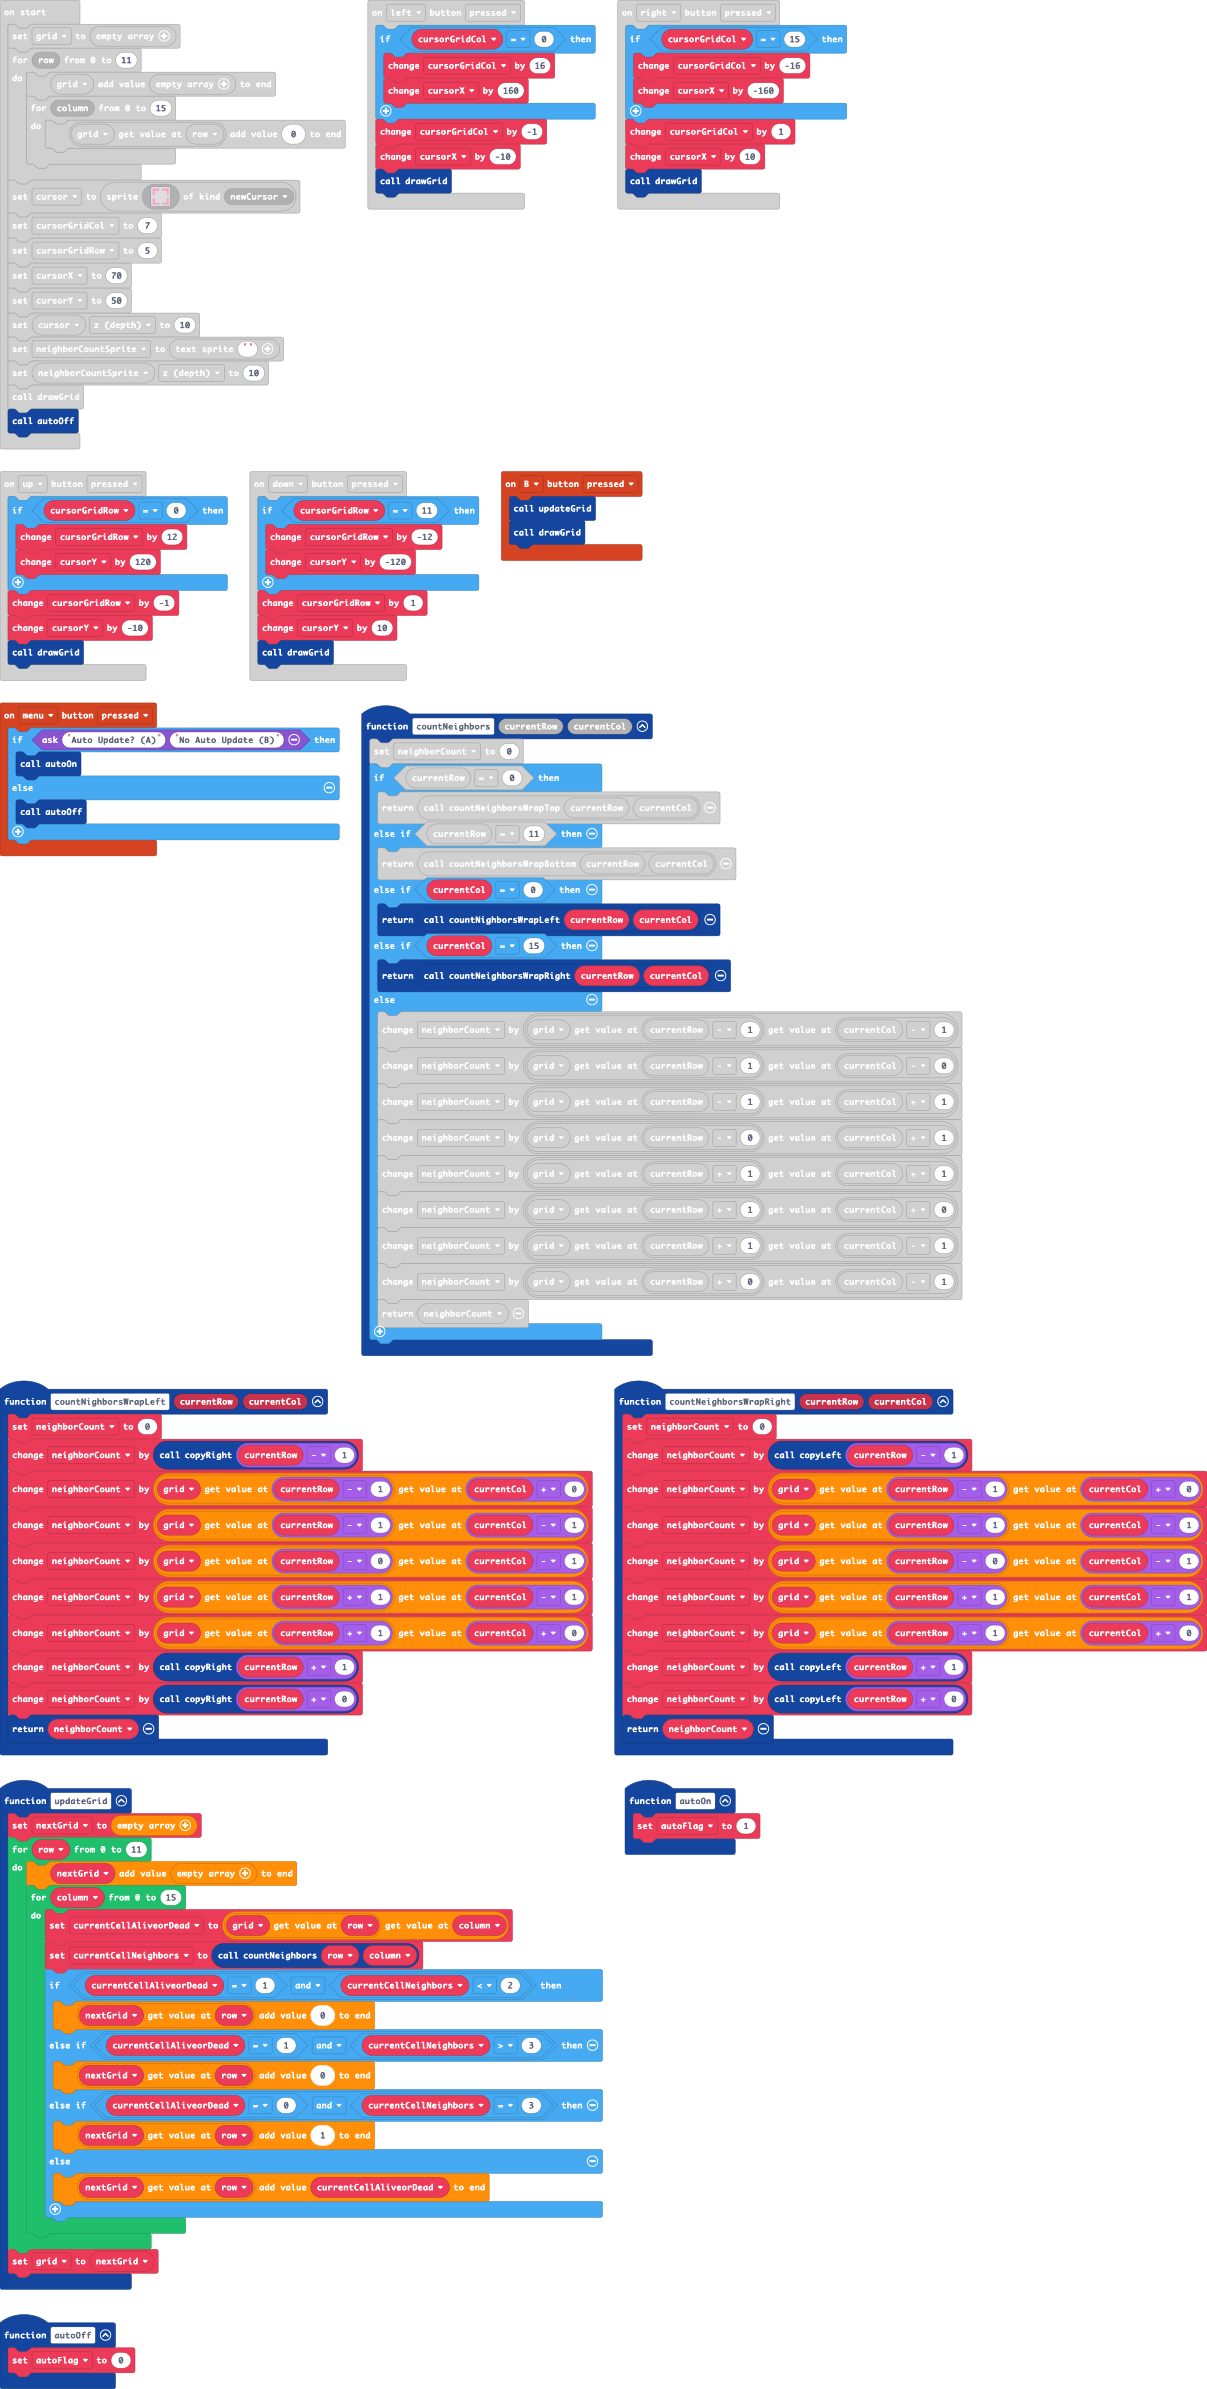 on start
set grid to empty array
for row from 0 to 11
do grid add value empty array to end
for column from 0 to 15
do grid get value at row add value 0 to end
set cursor to sprite of kind newCursor
set cursorGridCol to 7
set cursorGridRow to 5
set cursorX to 70
set cursorY to 50
set cursor z (depth) to 10
set neighborCountSprite to text sprite " "
set neighborCountSprite z (depth) to 10
call drawGrid
call autoOff
on left button pressed
if cursorGridCol = 0 then
change cursorGridCol by 16
change cursorX by 160
change cursorGridCol by -1
change cursorX by -10
call drawGrid
on right button pressed
if cursorGridCol = 15 then
change cursorGridCol by -16
change cursorX by -160
change cursorGridCol by 1
change cursorX by 10
call drawGrid
on up button pressed
if cursorGridRow = 0 then
change cursorGridRow by 12
change cursorY by 120
change cursorGridRow by -1
change cursorY by -10
call drawGrid
on down button pressed
if cursorGridRow = 11 then
change cursorGridRow by -12
change cursorY by -120
change cursorGridRow by 1
change cursorY by 10
call drawGrid
on B button pressed
call updateGrid
call drawGrid
on menu button pressed
if ask "Auto Update? (A)" "No Auto Update (B)" then
call autoOn
else
call autoOff
function countNeighbors currentRow currentCol
set neighborCount to 0
if currentRow = 0 then
return call countNeighborsWrapTop currentRow currentCol
else if currentRow = 11 then
return call countNeighborsWrapBottom currentRow currentCol
else if currentCol = 0 then
return call countNighborsWrapLeft currentRow currentCol
else if currentCol = 15 then
return call countNeighborsWrapRight currentRow currentCol
else
change neighborCount by grid get value at currentRow - 1 get value at currentCol - 1
change neighborCount by grid get value at currentRow - 1 get value at currentCol - 0
change neighborCount by grid get value at currentRow - 1 get value at currentCol + 1
change neighborCount by grid get value at currentRow - 0 get value at currentCol + 1
change neighborCount by grid get value at currentRow + 1 get value at currentCol + 1
change neighborCount by grid get value at currentRow + 1 get value at currentCol + 0
change neighborCount by grid get value at currentRow + 1 get value at currentCol - 1
change neighborCount by grid get value at currentRow + 0 get value at currentCol - 1
return neighborCount
function countNighborsWrapLeft currentRow currentCol
set neighborCount to 0
change neighborCount by call copyRight currentRow - 1
change neighborCount by grid get value at currentRow - 1 get value at currentCol + 0
change neighborCount by grid get value at currentRow - 1 get value at currentCol - 1
change neighborCount by grid get value at currentRow - 0 get value at currentCol - 1
change neighborCount by grid get value at currentRow + 1 get value at currentCol - 1
change neighborCount by grid get value at currentRow + 1 get value at currentCol + 0
change neighborCount by call copyRight currentRow + 1
change neighborCount by call copyRight currentRow + 0
return neighborCount
function countNeighborsWrapRight currentRow currentCol
set neighborCount to 0
change neighborCount by call copyLeft currentRow - 1
change neighborCount by grid get value at currentRow - 1 get value at currentCol + 0
change neighborCount by grid get value at currentRow - 1 get value at currentCol - 1
change neighborCount by grid get value at currentRow - 0 get value at currentCol - 1
change neighborCount by grid get value at currentRow + 1 get value at currentCol - 1
change neighborCount by grid get value at currentRow + 1 get value at currentCol + 0
change neighborCount by call copyLeft currentRow + 1
change neighborCount by call copyLeft currentRow + 0
return neighborCount
function updateGrid
set nextGrid to empty array
for row from 0 to 11
do nextGrid add value empty array to end
for column from 0 to 15
do set currentCellAliveorDead to grid get value at row get value at column
set currentCellNeighbors to call countNeighbors row column
if currentCellAliveorDead = 1 and currentCellNeighbors < 2 then
nextGrid get value at row add value 0 to end
else if currentCellAliveorDead = 1 and currentCellNeighbors > 3 then
nextGrid get value at row add value 0 to end
else if currentCellAliveorDead = 0 and currentCellNeighbors = 3 then
nextGrid get value at row add value 1 to end
else
nextGrid get value at row add value currentCellAliveorDead to end
set grid to nextGrid
function autoOn
set autoFlag to 1
function autoOff
set autoFlag to 0